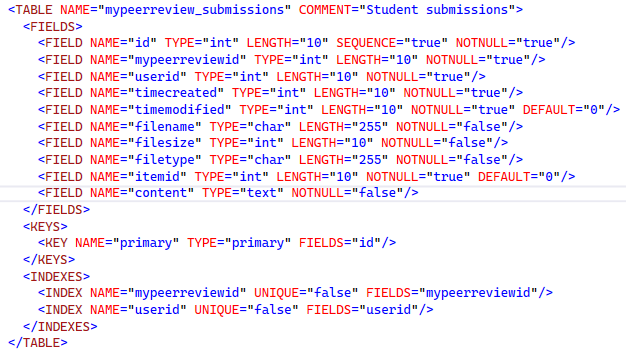 <TABLE NAME="mypeerreview_submissions" COMMENT="Student submissions">
<FIELDS>
<FIELD NAME="id" TYPE="int" LENGTH="10" SEQUENCE="true" NOTNULL="true"/>
<FIELD NAME="mypeerreviewid" TYPE="int" LENGTH="10" NOTNULL="true"/>
<FIELD NAME="userid" TYPE="int" LENGTH="10" NOTNULL="true"/>
<FIELD NAME="timecreated" TYPE="int" LENGTH="10" NOTNULL="true"/>
<FIELD NAME="timemodified" TYPE="int" LENGTH="10" NOTNULL="true" DEFAULT="0"/>
<FIELD NAME="filename" TYPE="char" LENGTH="255" NOTNULL="false"/>
<FIELD NAME="filesize" TYPE="int" LENGTH="10" NOTNULL="false"/>
<FIELD NAME="filetype" TYPE="char" LENGTH="255" NOTNULL="false"/>
<FIELD NAME="itemid" TYPE="int" LENGTH="10" NOTNULL="true" DEFAULT="0"/>
<FIELD NAME="content" TYPE="text" NOTNULL="false"/>
</FIELDS>
<KEYS>
<KEY NAME="primary" TYPE="primary" FIELDS="id"/>
</KEYS>
<INDEXES>
<INDEX NAME="mypeerreviewid" UNIQUE="false" FIELDS="mypeerreviewid"/>
<INDEX NAME="userid" UNIQUE="false" FIELDS="userid"/>
</INDEXES>
</TABLE>